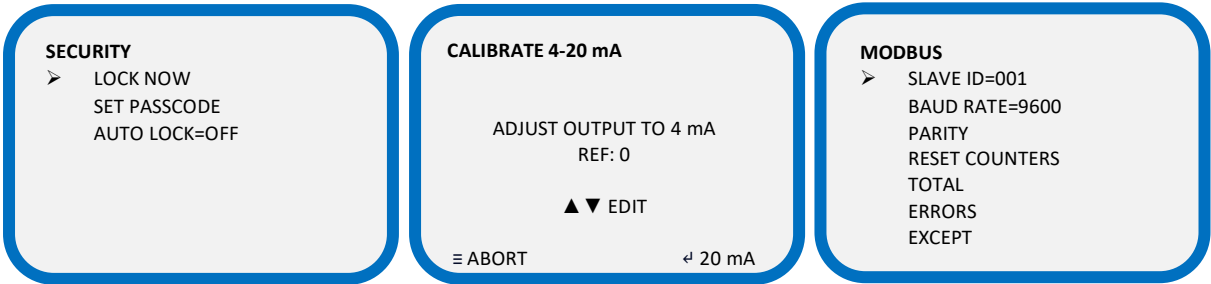 SECURITY
➢ LOCK NOW
SET PASSCODE
AUTO LOCK=OFF
CALIBRATE 4-20 mA
ADJUST OUTPUT TO 4 mA
REF: 0
▲▼ EDIT
≡ ABORT
↵ 20 mA
MODBUS
➢ SLAVE ID=001
BAUD RATE=9600
PARITY
RESET COUNTERS
TOTAL
ERRORS
EXCEPT